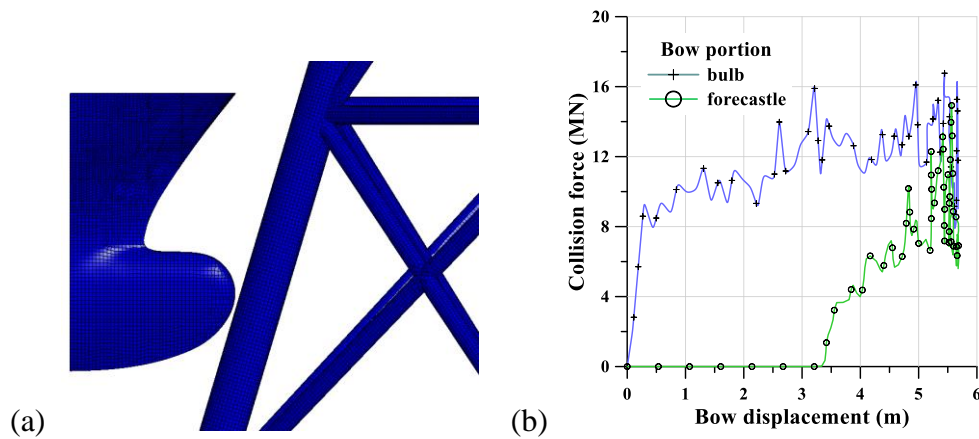 (a)
(b)
20
16
12
8
4
0
Collision force (MN)
Bow portion
bulb
forecastle
0 1 2 3 4 5 6
Bow displacement (m)